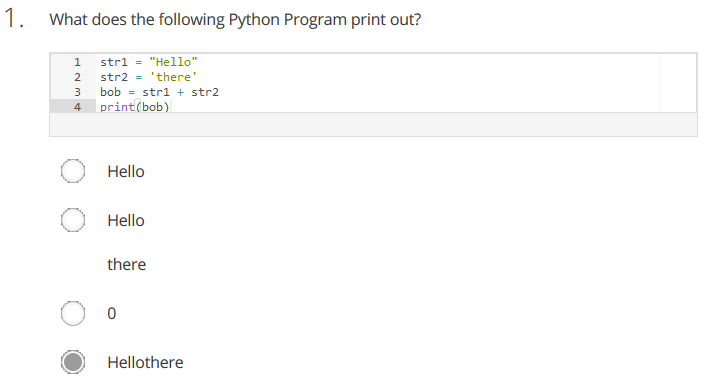 1. What does the following Python Program print out?
1 str1 = "Hello"
2 str2 = 'there'
3 bob = str1 + str2
4 print(bob)
Hello
Hello
there
0
Hellothere